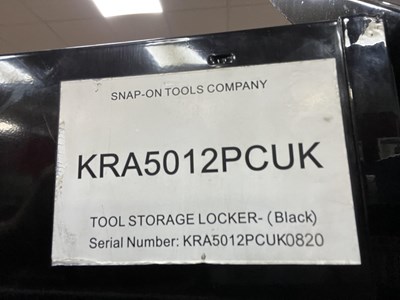 SNAP-ON TOOLS COMPANY
KRA5012PCUK
TOOL STORAGE LOCKER- (Black)
Serial Number: KRA5012PCUK0820